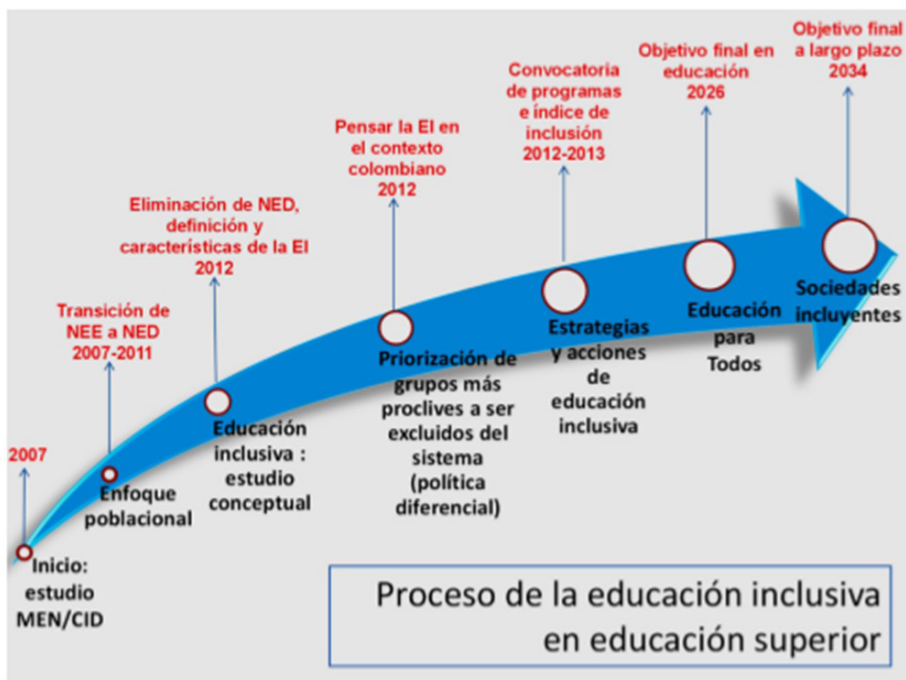 2007
Inicio:
estudio
MEN/CID
Transición de
NEE a NED
2007-2011
Enfoque
poblacional
Eliminación de NED,
definición y
características de la EI
2012
Educación
inclusiva :
estudio
conceptual
Pensar la EI en
el contexto
colombiano
2012
Priorización de
grupos más
proclives a ser
excluidos del
sistema
(política
diferencial)
Convocatoria
de programas
e índice de
inclusión
2012-2013
Estrategias
y acciones
de
educación
inclusiva
Objetivo final en
educación
2026
Educación
para
Todos
Objetivo final
a largo plazo
2034
Sociedades
incluyentes
Proceso de la educación inclusiva
en educación superior